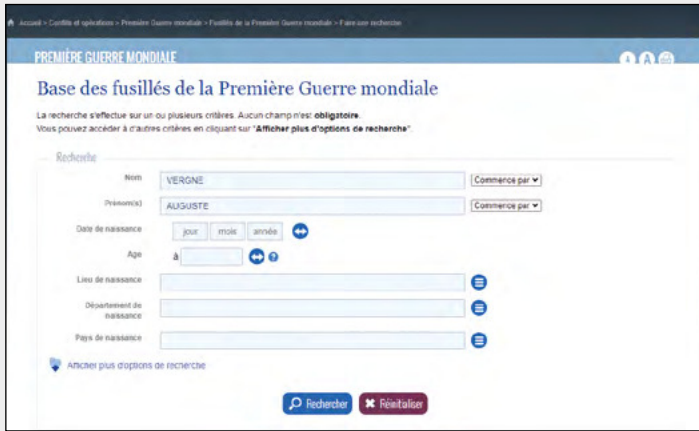 Accueil > Conflits et opérations > Première Guerre mondiale > Fusillés de la Première Guerre mondiale > Faire une recherche
PREMIÈRE GUERRE MONDIALE
A A
Base des fusillés de la Première Guerre mondiale
La recherche s'effectue sur un ou plusieurs critères. Aucun champ n'est obligatoire.
Vous pouvez accéder à d'autres critères en cliquant sur "Afficher plus d'options de recherche".
Recherche
Nom VERGNE Commence par
Prénom(s) AUGUSTE Commence par
Date de naissance jour mois année
Age à ?
Lieu de naissance
Département de
naissance
Pays de naissance
Afficher plus d'options de recherche
Rechercher Réinitialiser